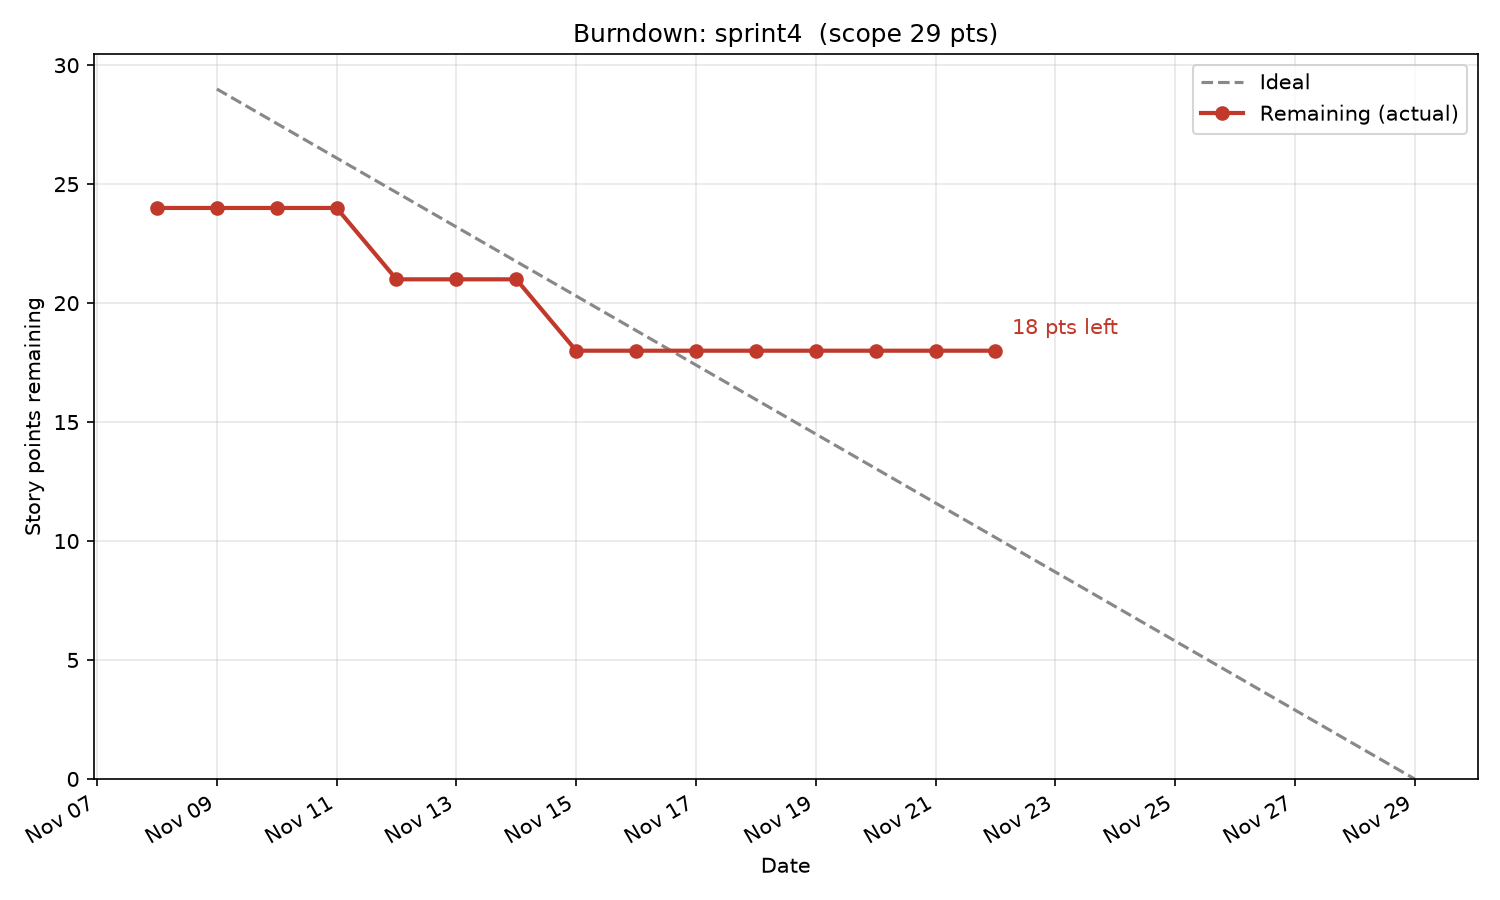 Burndown: sprint4  (scope 29 pts)
Ideal
Remaining (actual)
30
25
20
15
10
5
0
Story points remaining
18 pts left
Nov 07
Nov 09
Nov 11
Nov 13
Nov 15
Nov 17
Nov 19
Nov 21
Nov 23
Nov 25
Nov 27
Nov 29
Date